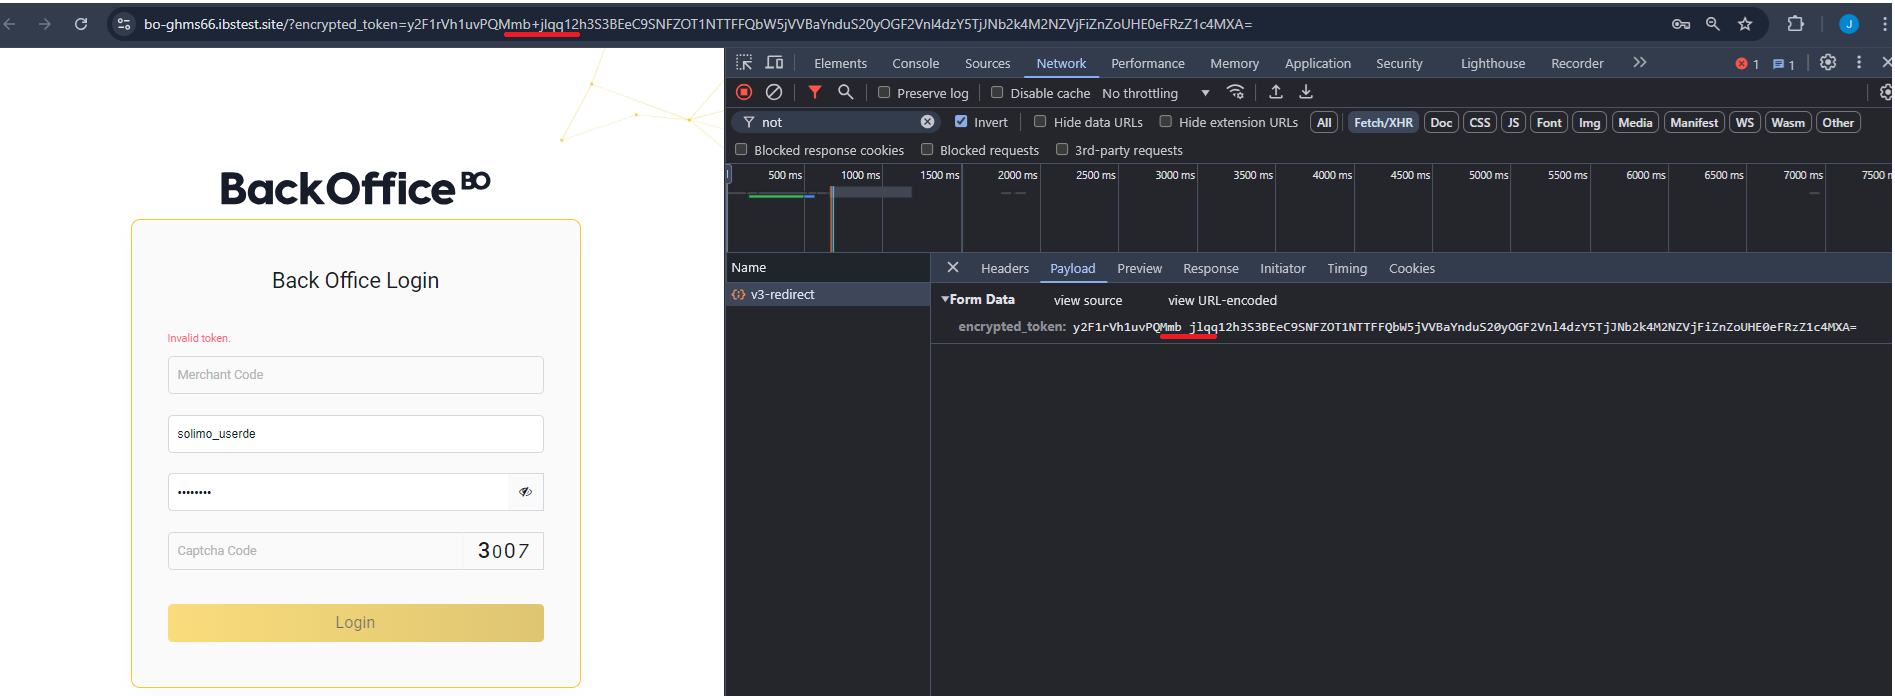 bo-ghms66.ibstest.site/?encrypted_token=y2F1rVh1uvPQMmb+jlqq12h3S3BEeC9SNFZOT1NTTFFQbW5jVVBaYnduS20yOGF2Vnl4dzY5TjJNb2k4M2NZVjFiZnZoUHE0eFRzZ1c4MXA=
J
Elements Console Sources Network Performance Memory Application Security Lighthouse Recorder 1 1
Preserve log Disable cache No throttling
not Invert Hide data URLs Hide extension URLs All Fetch/XHR Doc CSS JS Font Img Media Manifest WS Wasm Other
Blocked response cookies Blocked requests 3rd-party requests
500 ms 1000 ms 1500 ms 2000 ms 2500 ms 3000 ms 3500 ms 4000 ms 4500 ms 5000 ms 5500 ms 6000 ms 6500 ms 7000 ms 7500 m
BackOffice BO
Back Office Login
Invalid token.
Merchant Code
solimo_userde
••••••••
Captcha Code 3007
Login
Name
v3-redirect
Headers Payload Preview Response Initiator Timing Cookies
Form Data view source view URL-encoded
encrypted_token: y2F1rVh1uvPQMmb jlqq12h3S3BEeC9SNFZOT1NTTFFQbW5jVVBaYnduS20yOGF2Vnl4dzY5TjJNb2k4M2NZVjFiZnZoUHE0eFRzZ1c4MXA=